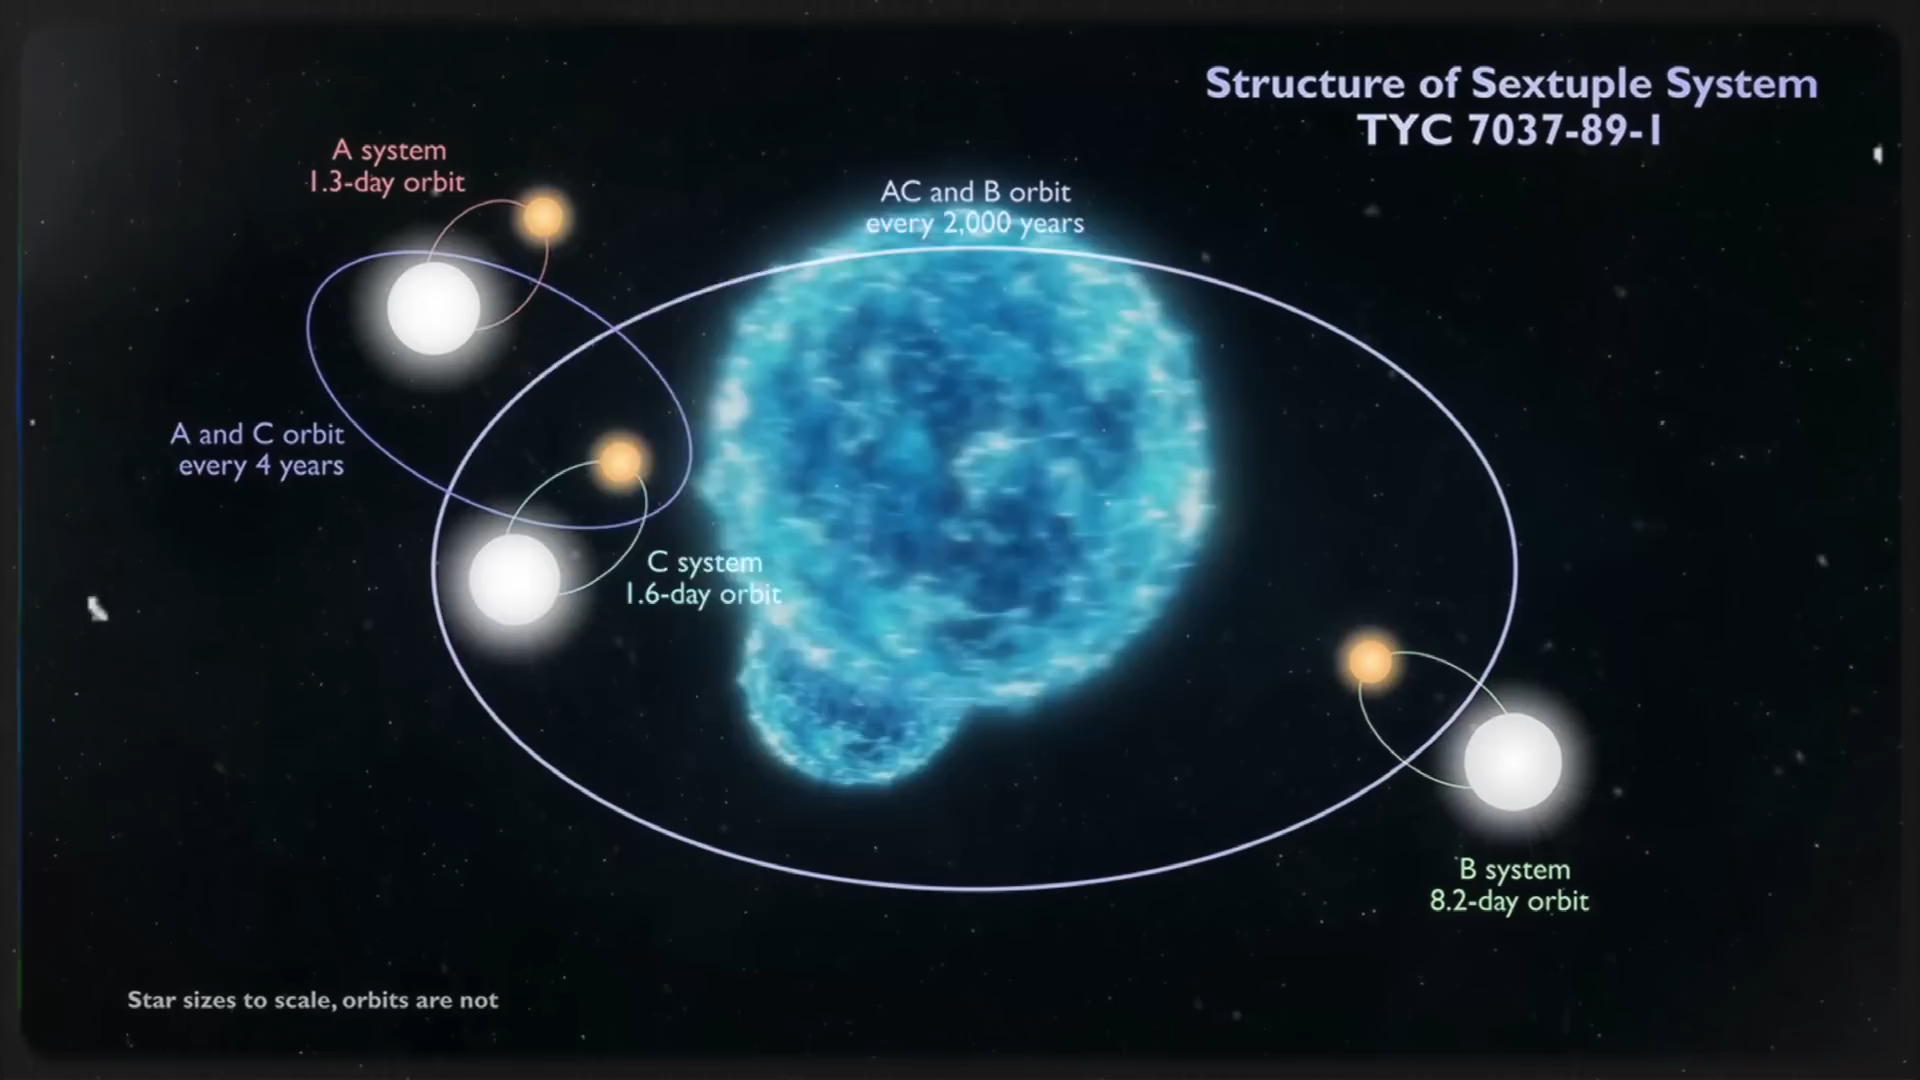 Structure of Sextuple System
TYC 7037-89-1
A system
1.3-day orbit
AC and B orbit
every 2,000 years
A and C orbit
every 4 years
C system
1.6-day orbit
B system
8.2-day orbit
Star sizes to scale, orbits are not